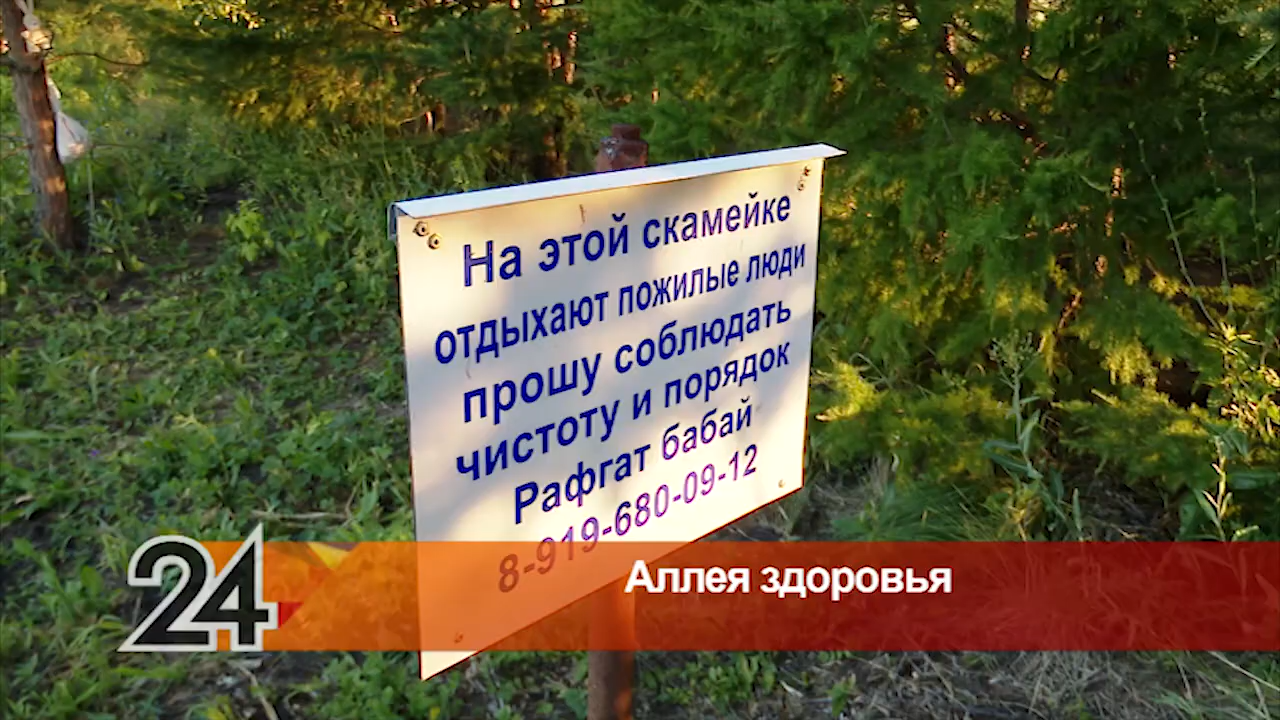 На этой скамейке
отдыхают пожилые люди
прошу соблюдать
чистоту и порядок
Рафгат бабай
8-919-680-09-12
24
Аллея здоровья